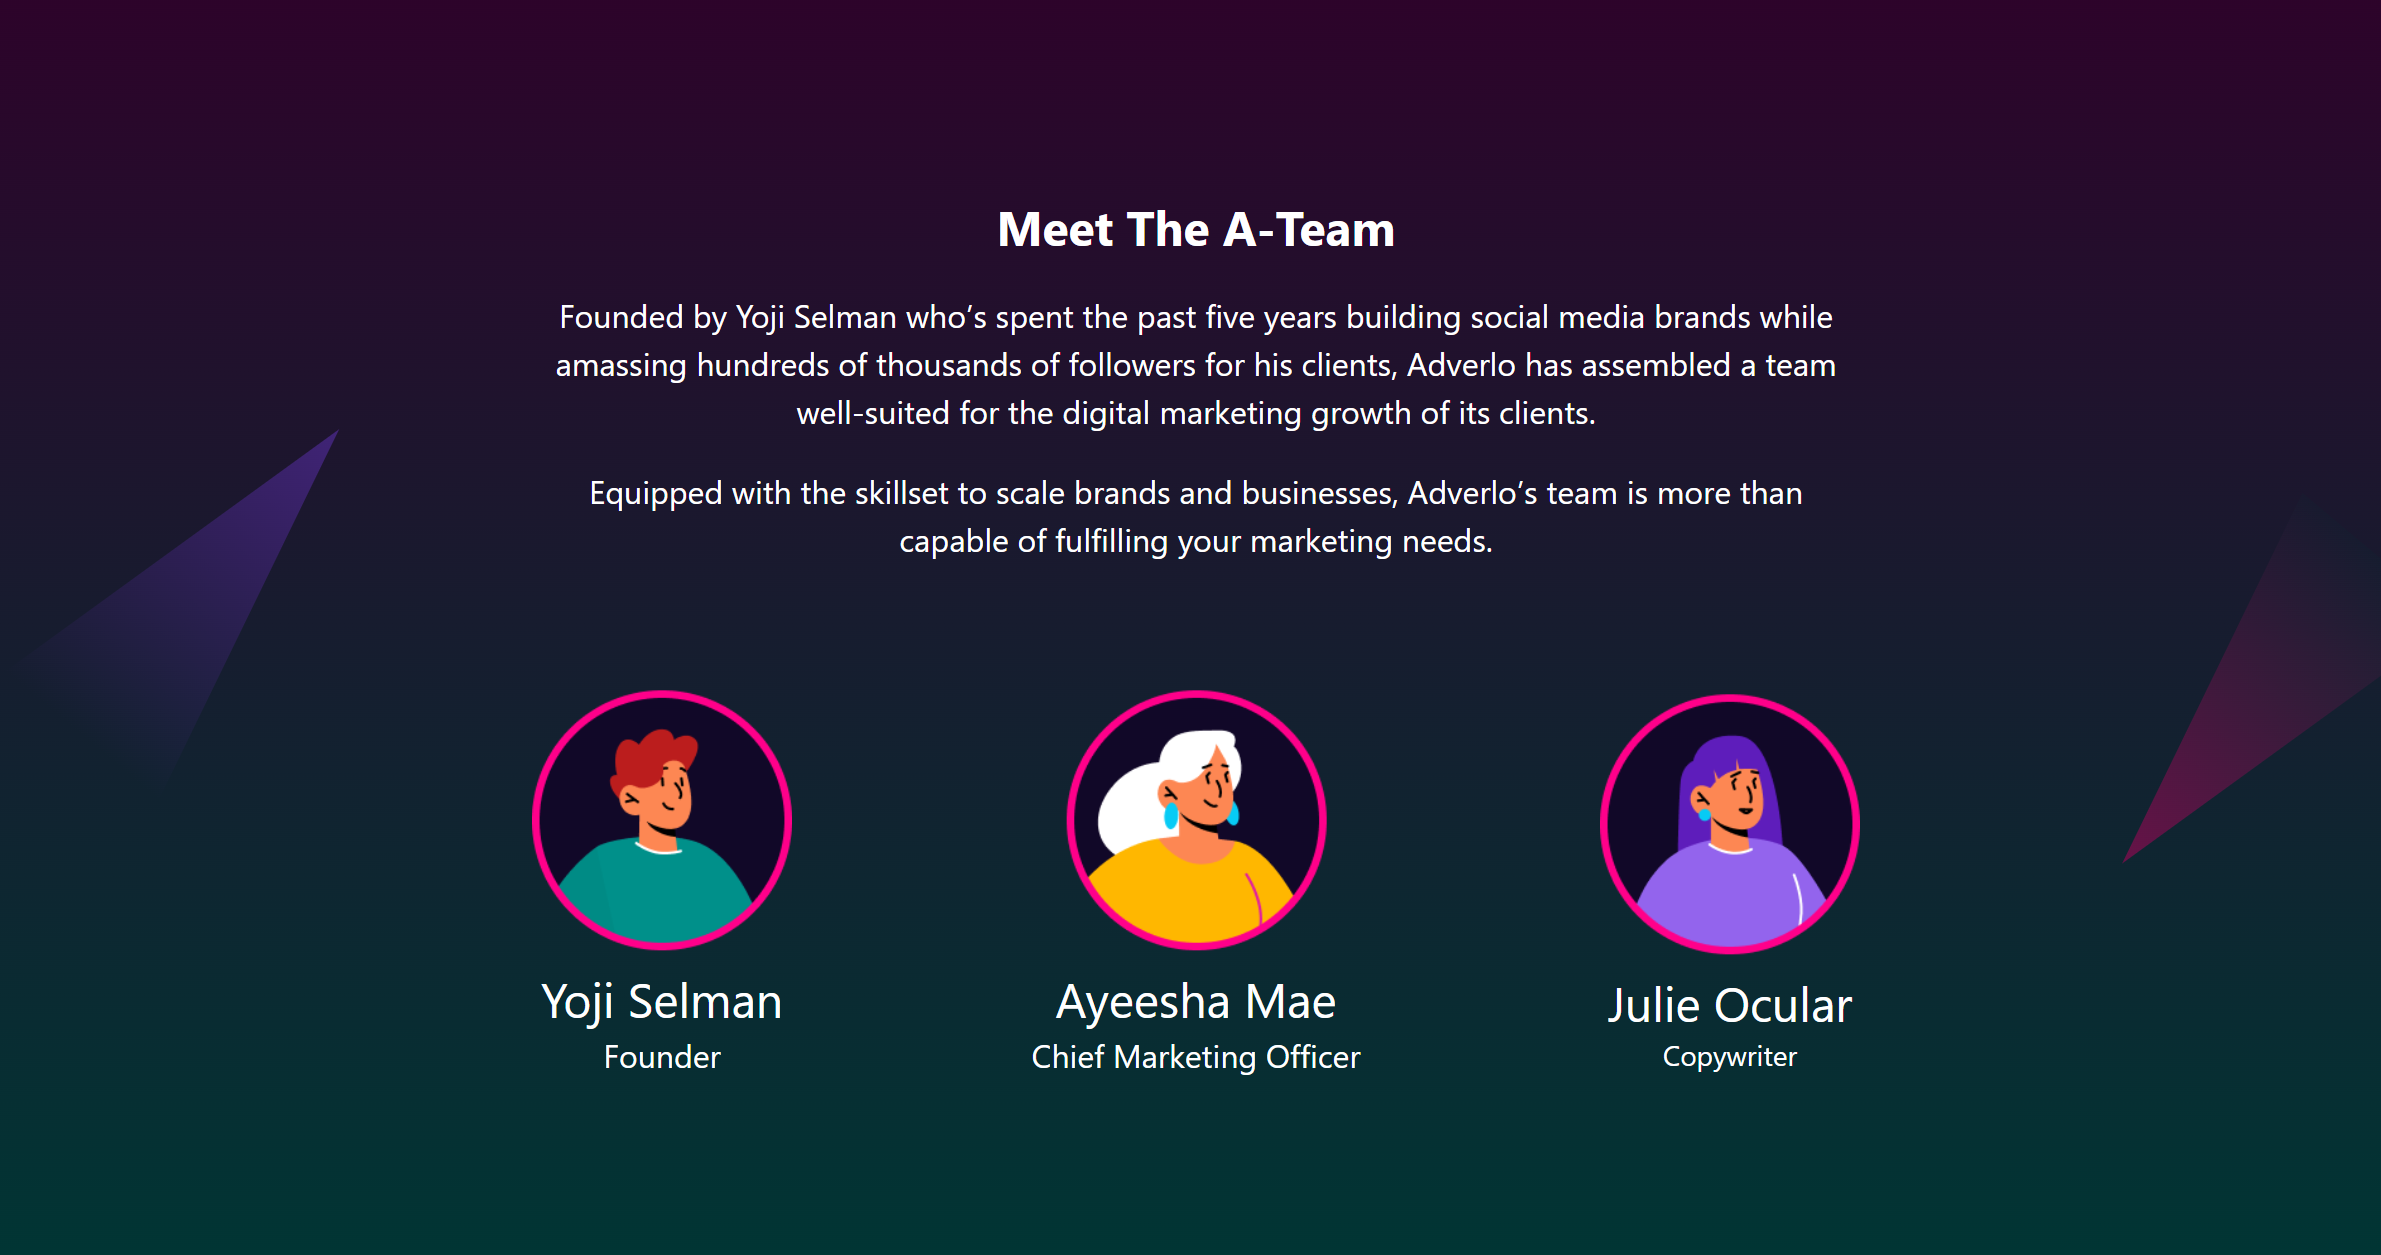 Meet The A-Team
Founded by Yoji Selman who’s spent the past five years building social media brands while
amassing hundreds of thousands of followers for his clients, Adverlo has assembled a team
well-suited for the digital marketing growth of its clients.
Equipped with the skillset to scale brands and businesses, Adverlo’s team is more than
capable of fulfilling your marketing needs.
Yoji Selman
Founder
Ayeesha Mae
Chief Marketing Officer
Julie Ocular
Copywriter